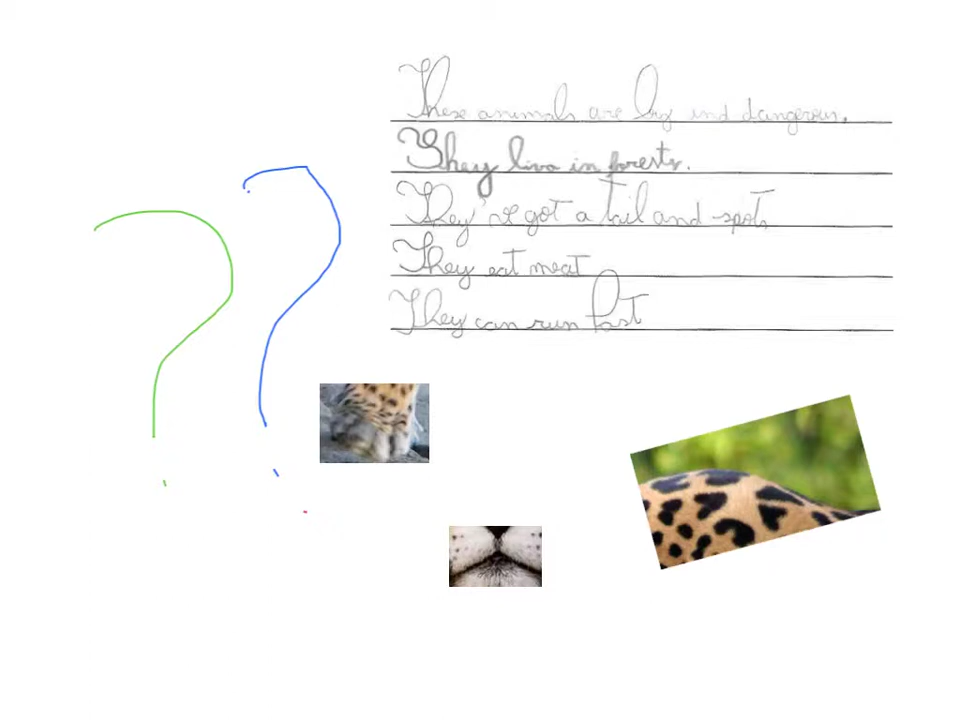 These animals are big and dangerous.
They live in forests.
They've got a tail and spots
They eat meat
They can run fast